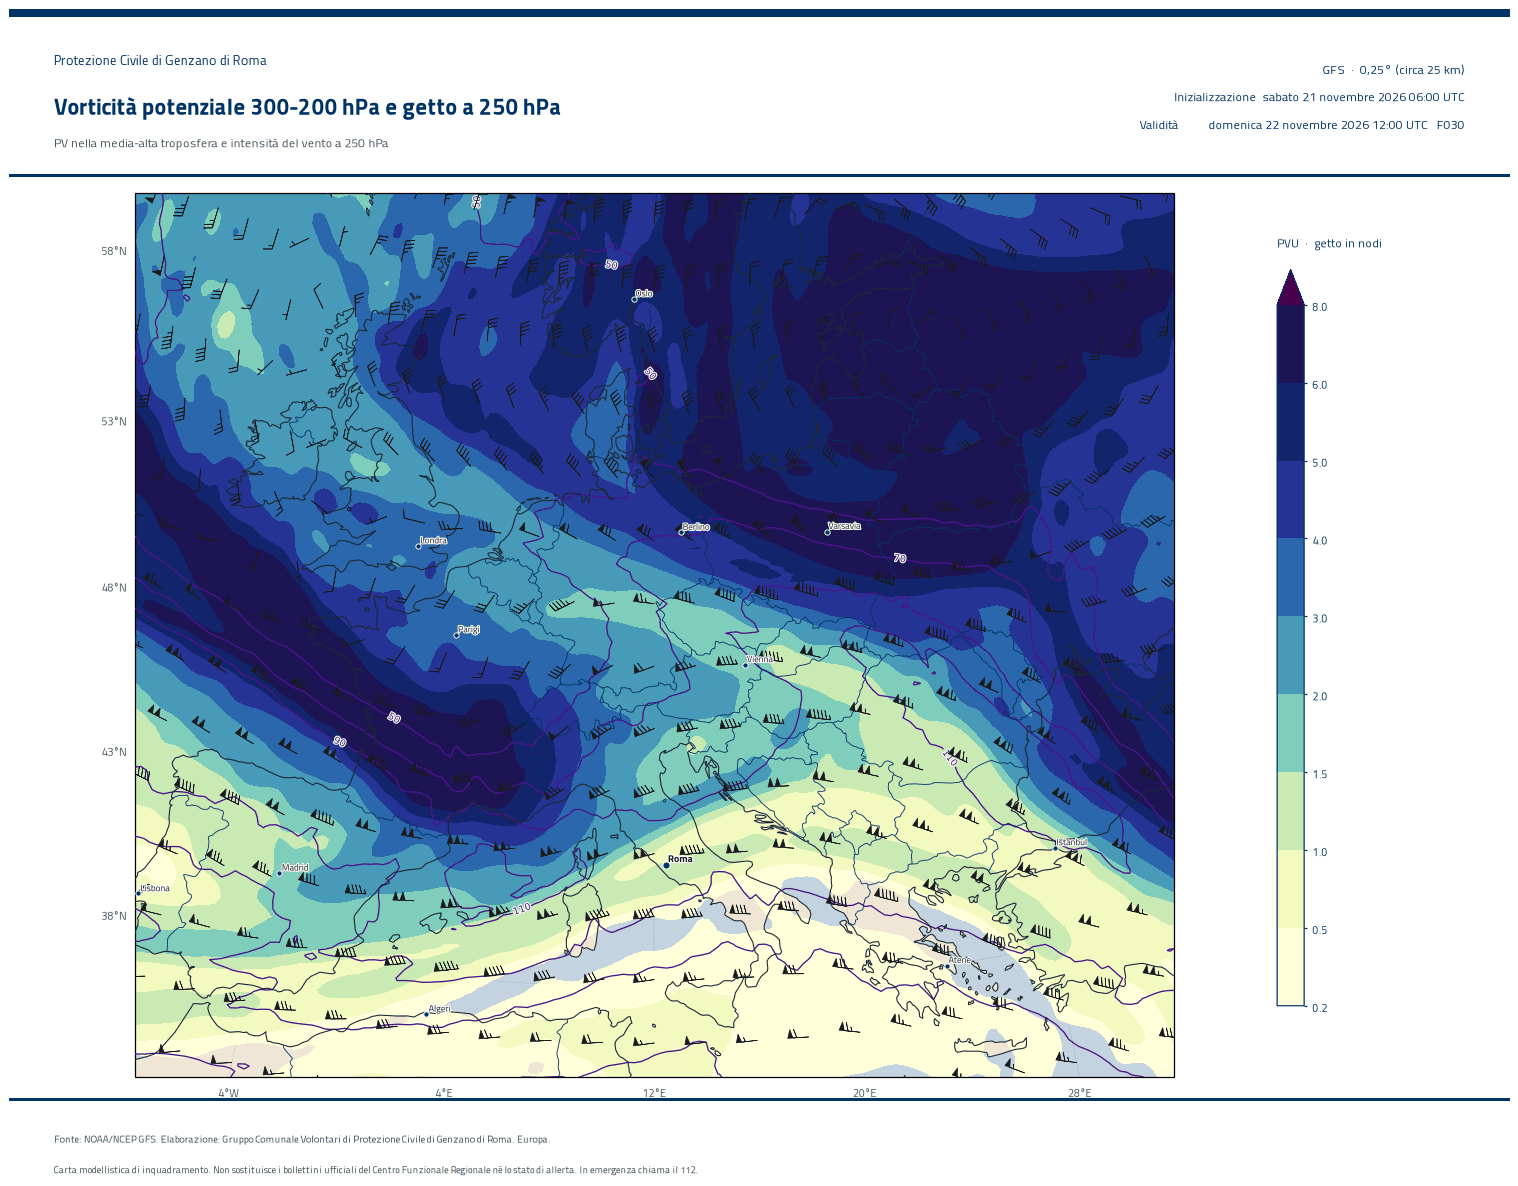 Protezione Civile di Genzano di Roma
Vorticità potenziale 300-200 hPa e getto a 250 hPa
PV nella media-alta troposfera e intensità del vento a 250 hPa
GFS · 0,25° (circa 25 km)
Inizializzazione sabato 21 novembre 2026 06:00 UTC
Validità domenica 22 novembre 2026 12:00 UTC F030
PVU · getto in nodi
8.0
6.0
5.0
4.0
3.0
2.0
1.5
1.0
0.5
0.2
58°N
53°N
48°N
43°N
38°N
4°W
4°E
12°E
20°E
28°E
50
Oslo
50
Berlino
Varsavia
70
Londra
Parigi
Vienna
50
90
110
Istanbul
Roma
Madrid
Lisbona
110
Atene
Algeri
Fonte: NOAA/NCEP GFS. Elaborazione: Gruppo Comunale Volontari di Protezione Civile di Genzano di Roma. Europa.
Carta modellistica di inquadramento. Non sostituisce i bollettini ufficiali del Centro Funzionale Regionale né lo stato di allerta. In emergenza chiama il 112.